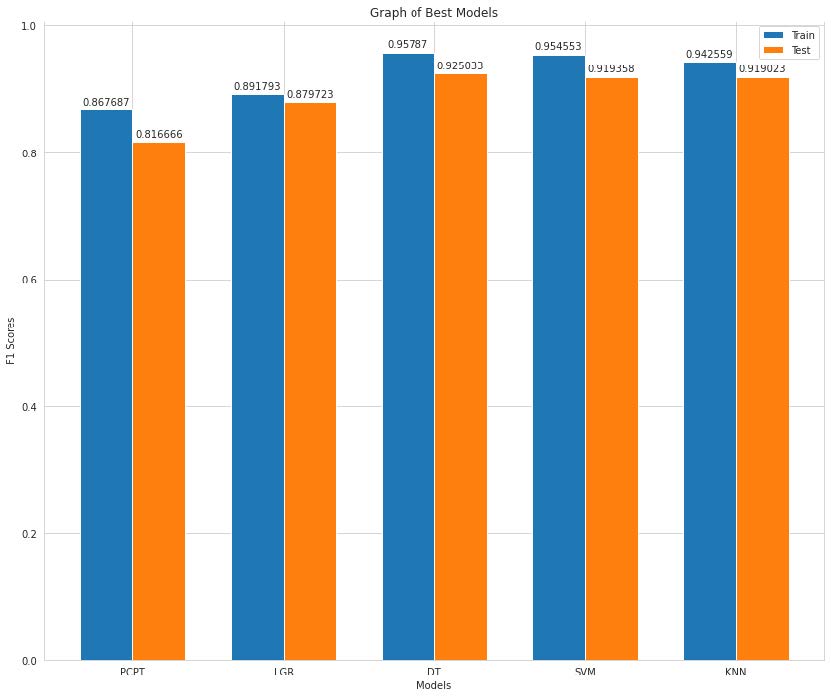 Graph of Best Models
Train
Test
1.0
0.8
0.6
0.4
0.2
0.0
F1 Scores
0.867687
0.816666
0.891793
0.879723
0.95787
0.925033
0.954553
0.919358
0.942559
0.919023
PCPT
LGR
DT
SVM
KNN
Models